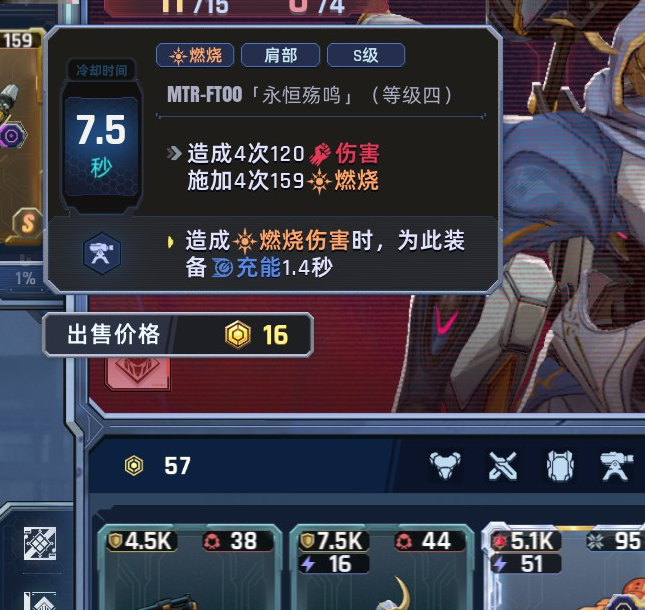 /715
/74
159
燃烧
肩部
S级
冷却时间
7.5
秒
MTR-FT00「永恒殇鸣」（等级四）
造成4次120伤害
施加4次159燃烧
造成燃烧伤害时，为此装
备充能1.4秒
S
1%
出售价格
16
57
4.5K
38
7.5K
44
16
5.1K
95
51